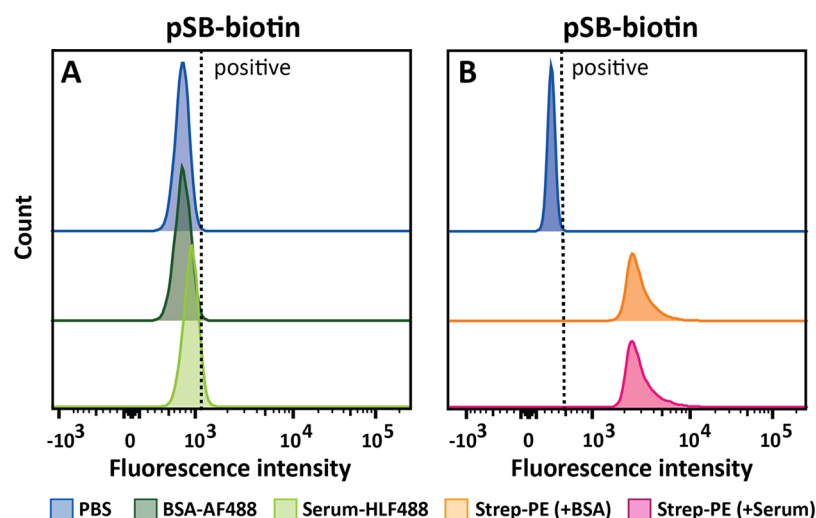 pSB-biotin
pSB-biotin
A
positive
B
positive
Count
-10³ 0 10³ 10⁴ 10⁵
-10³ 0 10³ 10⁴ 10⁵
Fluorescence intensity
Fluorescence intensity
PBS BSA-AF488 Serum-HLF488 Strep-PE (+BSA) Strep-PE (+Serum)